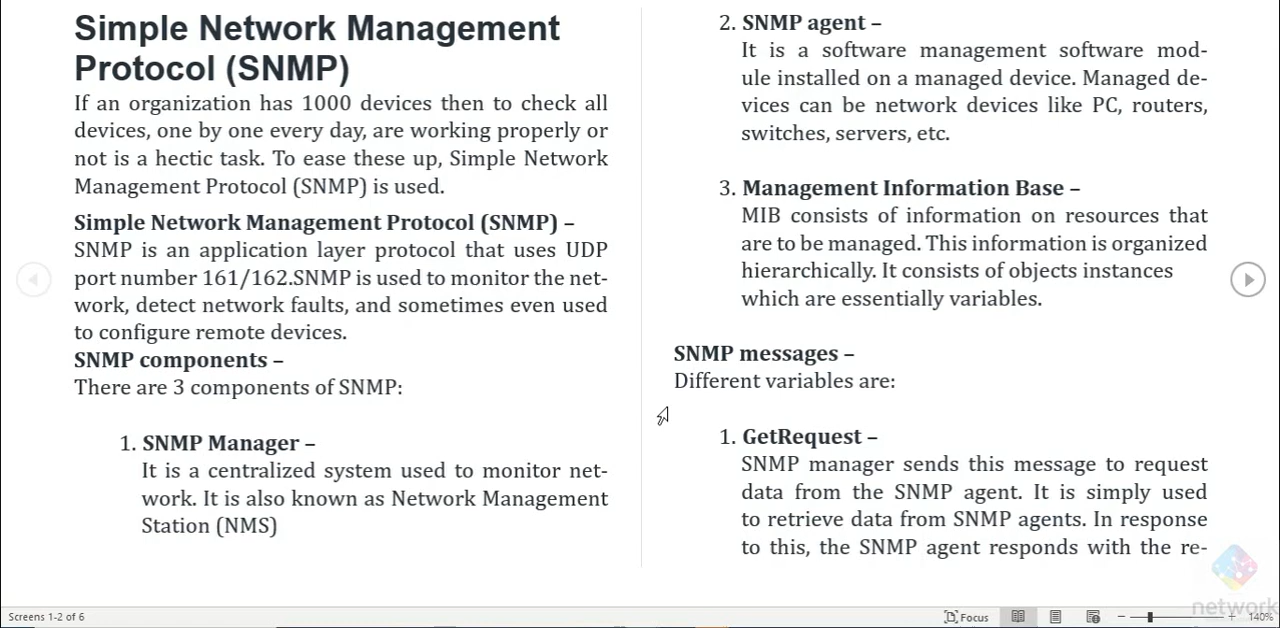 Simple Network Management
Protocol (SNMP)
If an organization has 1000 devices then to check all
devices, one by one every day, are working properly or
not is a hectic task. To ease these up, Simple Network
Management Protocol (SNMP) is used.
Simple Network Management Protocol (SNMP) –
SNMP is an application layer protocol that uses UDP
port number 161/162.SNMP is used to monitor the net-
work, detect network faults, and sometimes even used
to configure remote devices.
SNMP components –
There are 3 components of SNMP:
1. SNMP Manager –
It is a centralized system used to monitor net-
work. It is also known as Network Management
Station (NMS)
2. SNMP agent –
It is a software management software mod-
ule installed on a managed device. Managed de-
vices can be network devices like PC, routers,
switches, servers, etc.
3. Management Information Base –
MIB consists of information on resources that
are to be managed. This information is organized
hierarchically. It consists of objects instances
which are essentially variables.
SNMP messages –
Different variables are:
1. GetRequest –
SNMP manager sends this message to request
data from the SNMP agent. It is simply used
to retrieve data from SNMP agents. In response
to this, the SNMP agent responds with the re-
network
Screens 1-2 of 6
Focus
140%